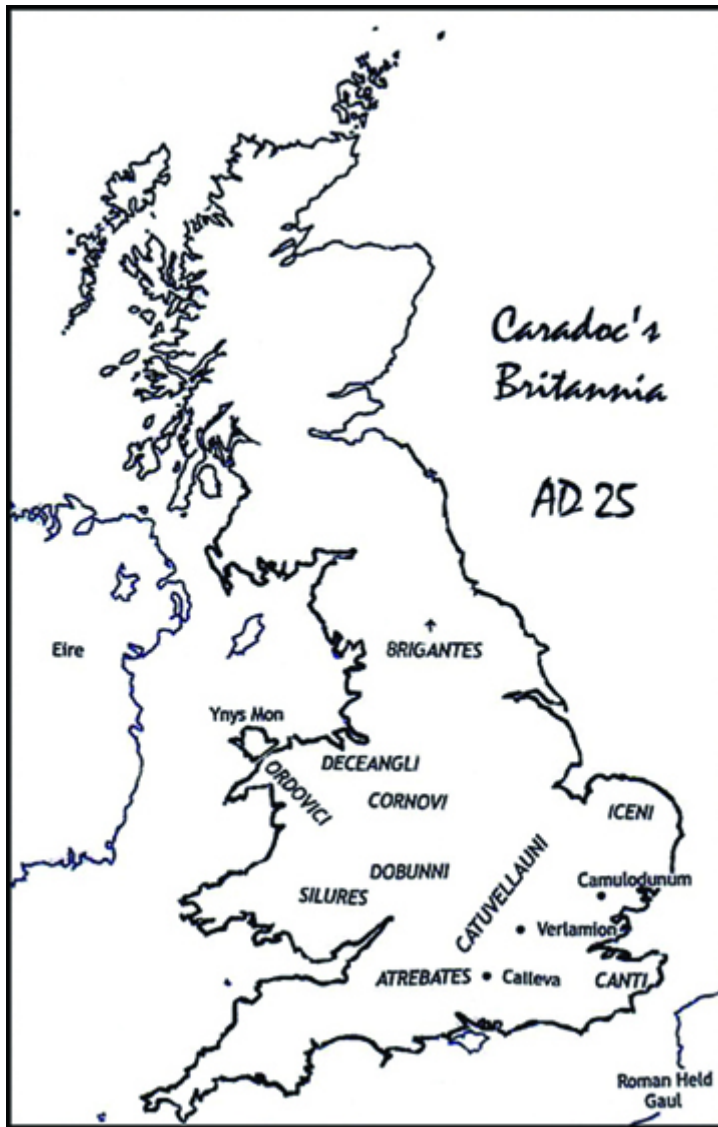 Caradoc's
Britannia
AD 25
BRIGANTES
Eire
Ynys Mon
DECEANGLI
ORDOVICI
CORNOVI
ICENI
DOBUNNI
CATUVELLAUNI
Camulodunum
SILURES
Verlamion
ATREBATES
Calleva
CANTI
Roman Held
Gaul